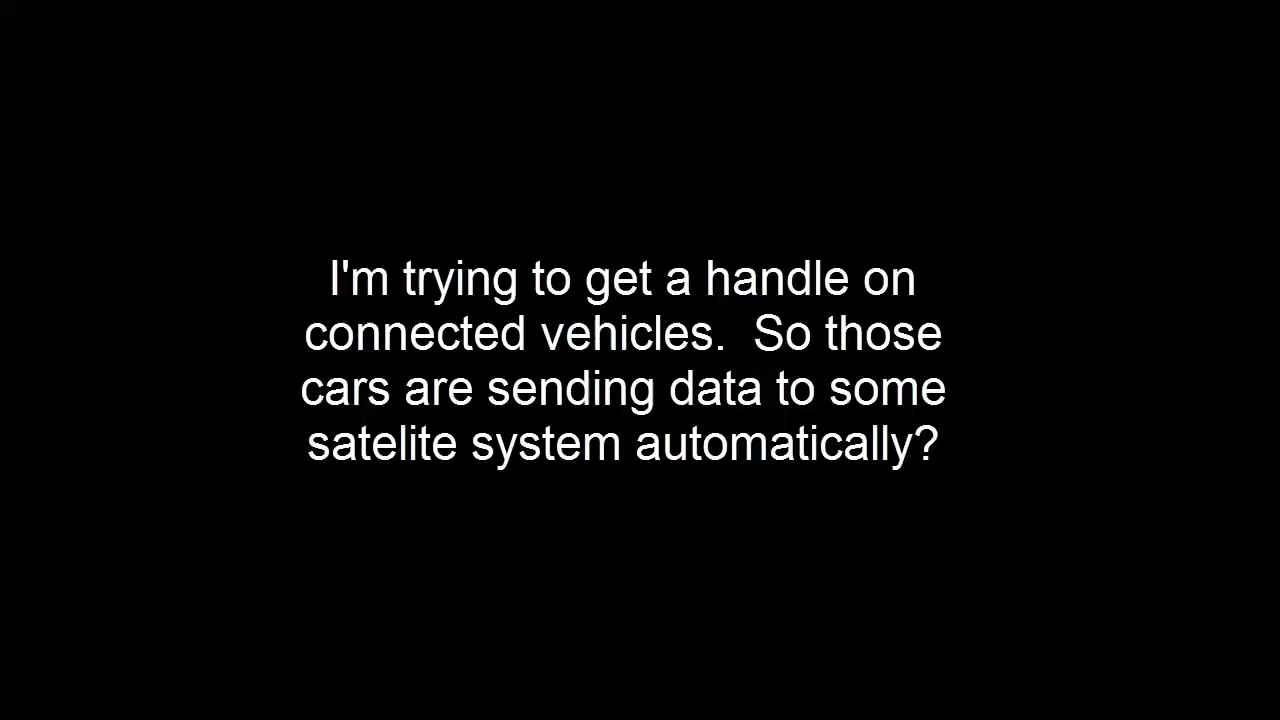 I'm trying to get a handle on
connected vehicles.  So those
cars are sending data to some
satelite system automatically?